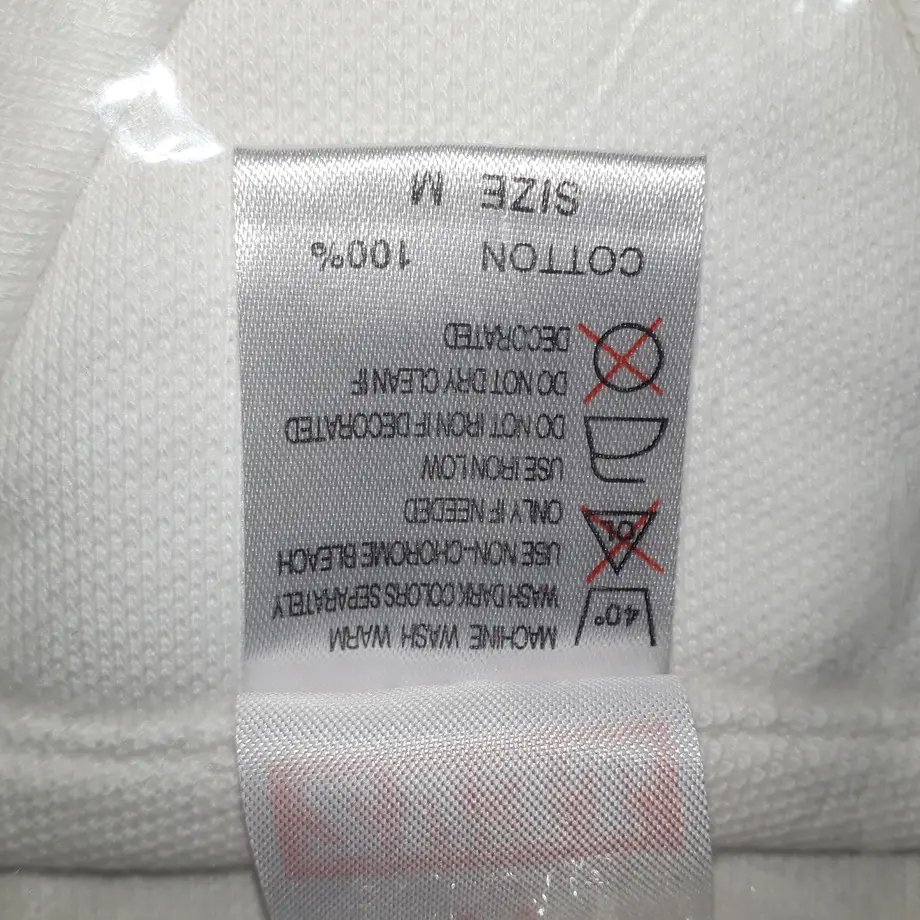 40° MACHINE WASH WARM
WASH DARK COLORS SEPARATELY
CL USE NON-CHOROME BLEACH
ONLY IF NEEDED
USE IRON LOW
DO NOT IRON IF DECORATED
DO NOT DRY CLEAN IF
DECORATED
COTTON 100%
SIZE M